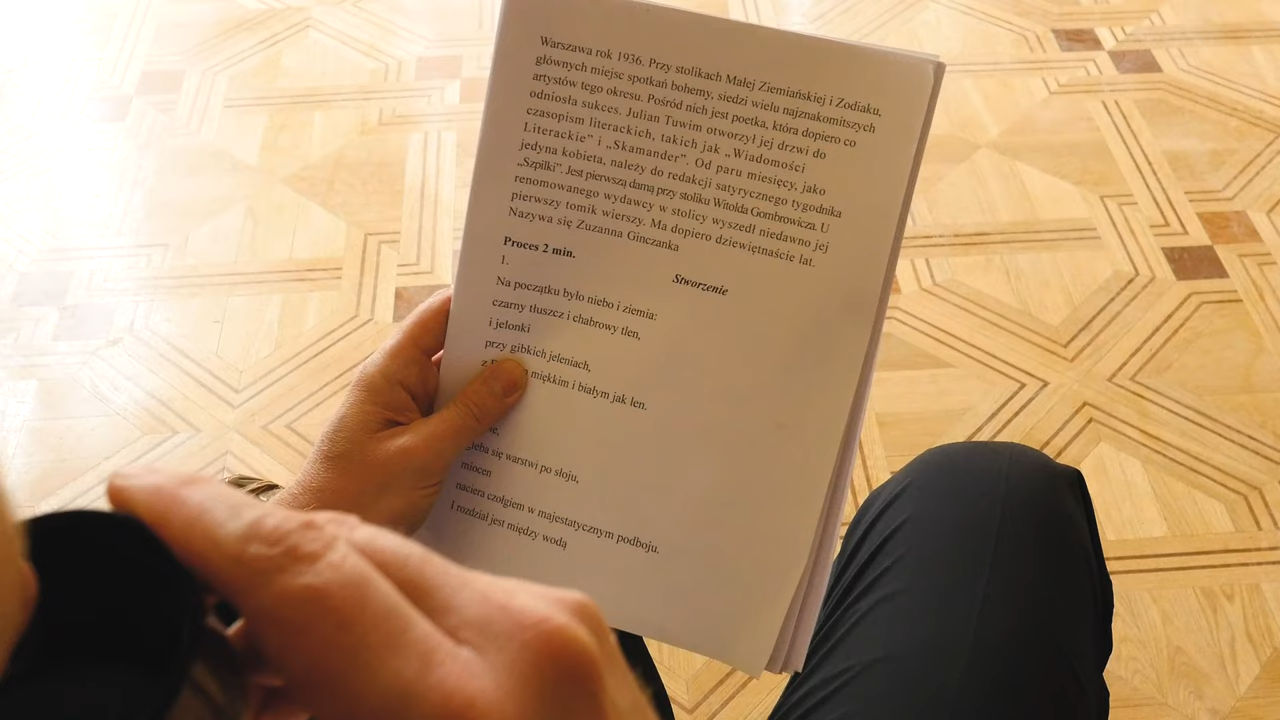 Warszawa rok 1936. Przy stolikach Małej Ziemiańskiej i Zodiaku,
głównych miejsc spotkań bohemy, siedzi wielu najznakomitszych
artystów tego okresu. Pośród nich jest poetka, która dopiero co
odniosła sukces. Julian Tuwim otworzył jej drzwi do
czasopism literackich, takich jak „Wiadomości
Literackie” i „Skamander”. Od paru miesięcy, jako
jedyna kobieta, należy do redakcji satyrycznego tygodnika
„Szpilki”. Jest pierwszą damą przy stoliku Witolda Gombrowicza. U
renomowanego wydawcy w stolicy wyszedł niedawno jej
pierwszy tomik wierszy. Ma dopiero dziewiętnaście lat.
Nazywa się Zuzanna Ginczanka
Proces 2 min.
1.
Stworzenie
Na początku było niebo i ziemia:
czarny tłuszcz i chabrowy tlen,
i jelonki
przy gibkich jeleniach,
z miękkim i białym jak len.
gleba się warstwi po słoju,
miocen
naciera czołgiem w majestatycznym podboju.
I rozdział jest między wodą